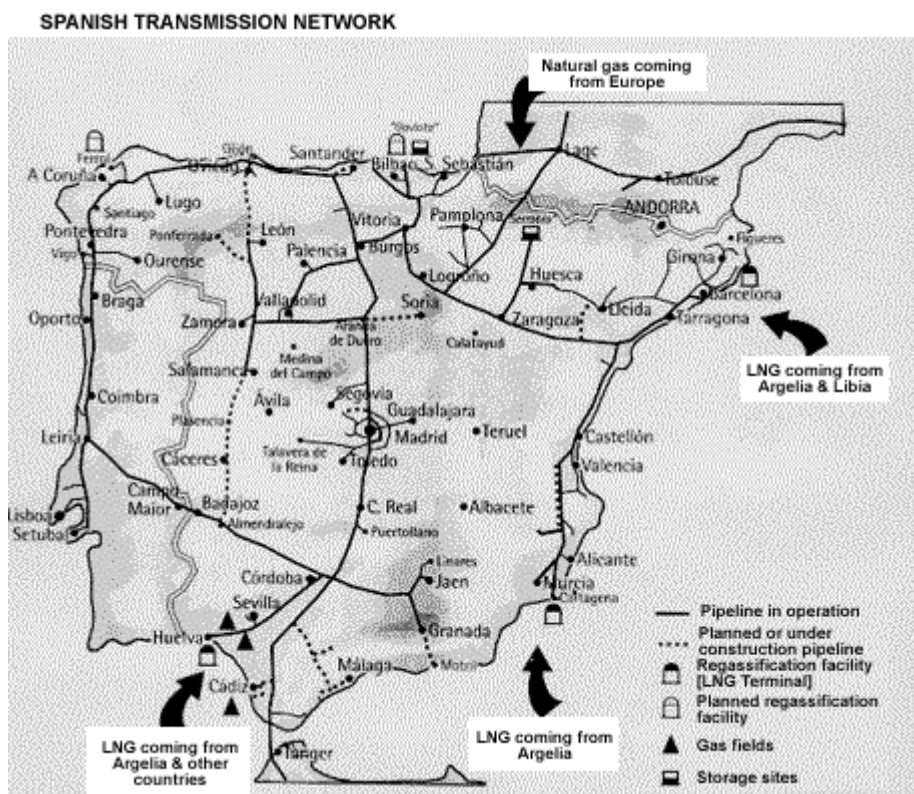 SPANISH TRANSMISSION NETWORK
Natural gas coming
from Europe
"Gaviota"
Ferrol
Gijón
Oviedo
Santander
Bilbao
S. Sebastián
Lacq
Tolouse
A Coruña
Lugo
Santiago
Pontevedra
Vigo
Ourense
Ponferrada
León
Palencia
Vitoria
Burgos
Pamplona
Serrablo
ANDORRA
Figueres
Girona
Logroño
Huesca
Braga
Oporto
Zamora
Valladolid
Soria
Aranda
de Duero
Zaragoza
Lleida
Barcelona
Tarragona
Calatayud
Medina
del Campo
Salamanca
LNG coming from
Argelia & Libia
Coimbra
Plasencia
Ávila
Segovia
Guadalajara
Madrid
Teruel
Castellón
Leiria
Cáceres
Talavera de
la Reina
Toledo
Valencia
Campo
Maior
Badajoz
Almendralejo
C. Real
Puertollano
Albacete
Lisboa
Setubal
Córdoba
Linares
Jaen
Alicante
Murcia
Cartagena
Sevilla
Huelva
Granada
Motril
Málaga
Cádiz
Tanger
LNG coming from
Argelia & other
countries
LNG coming from
Argelia
Pipeline in operation
Planned or under
construction pipeline
Regassification facility
[LNG Terminal]
Planned regassification
facility
Gas fields
Storage sites